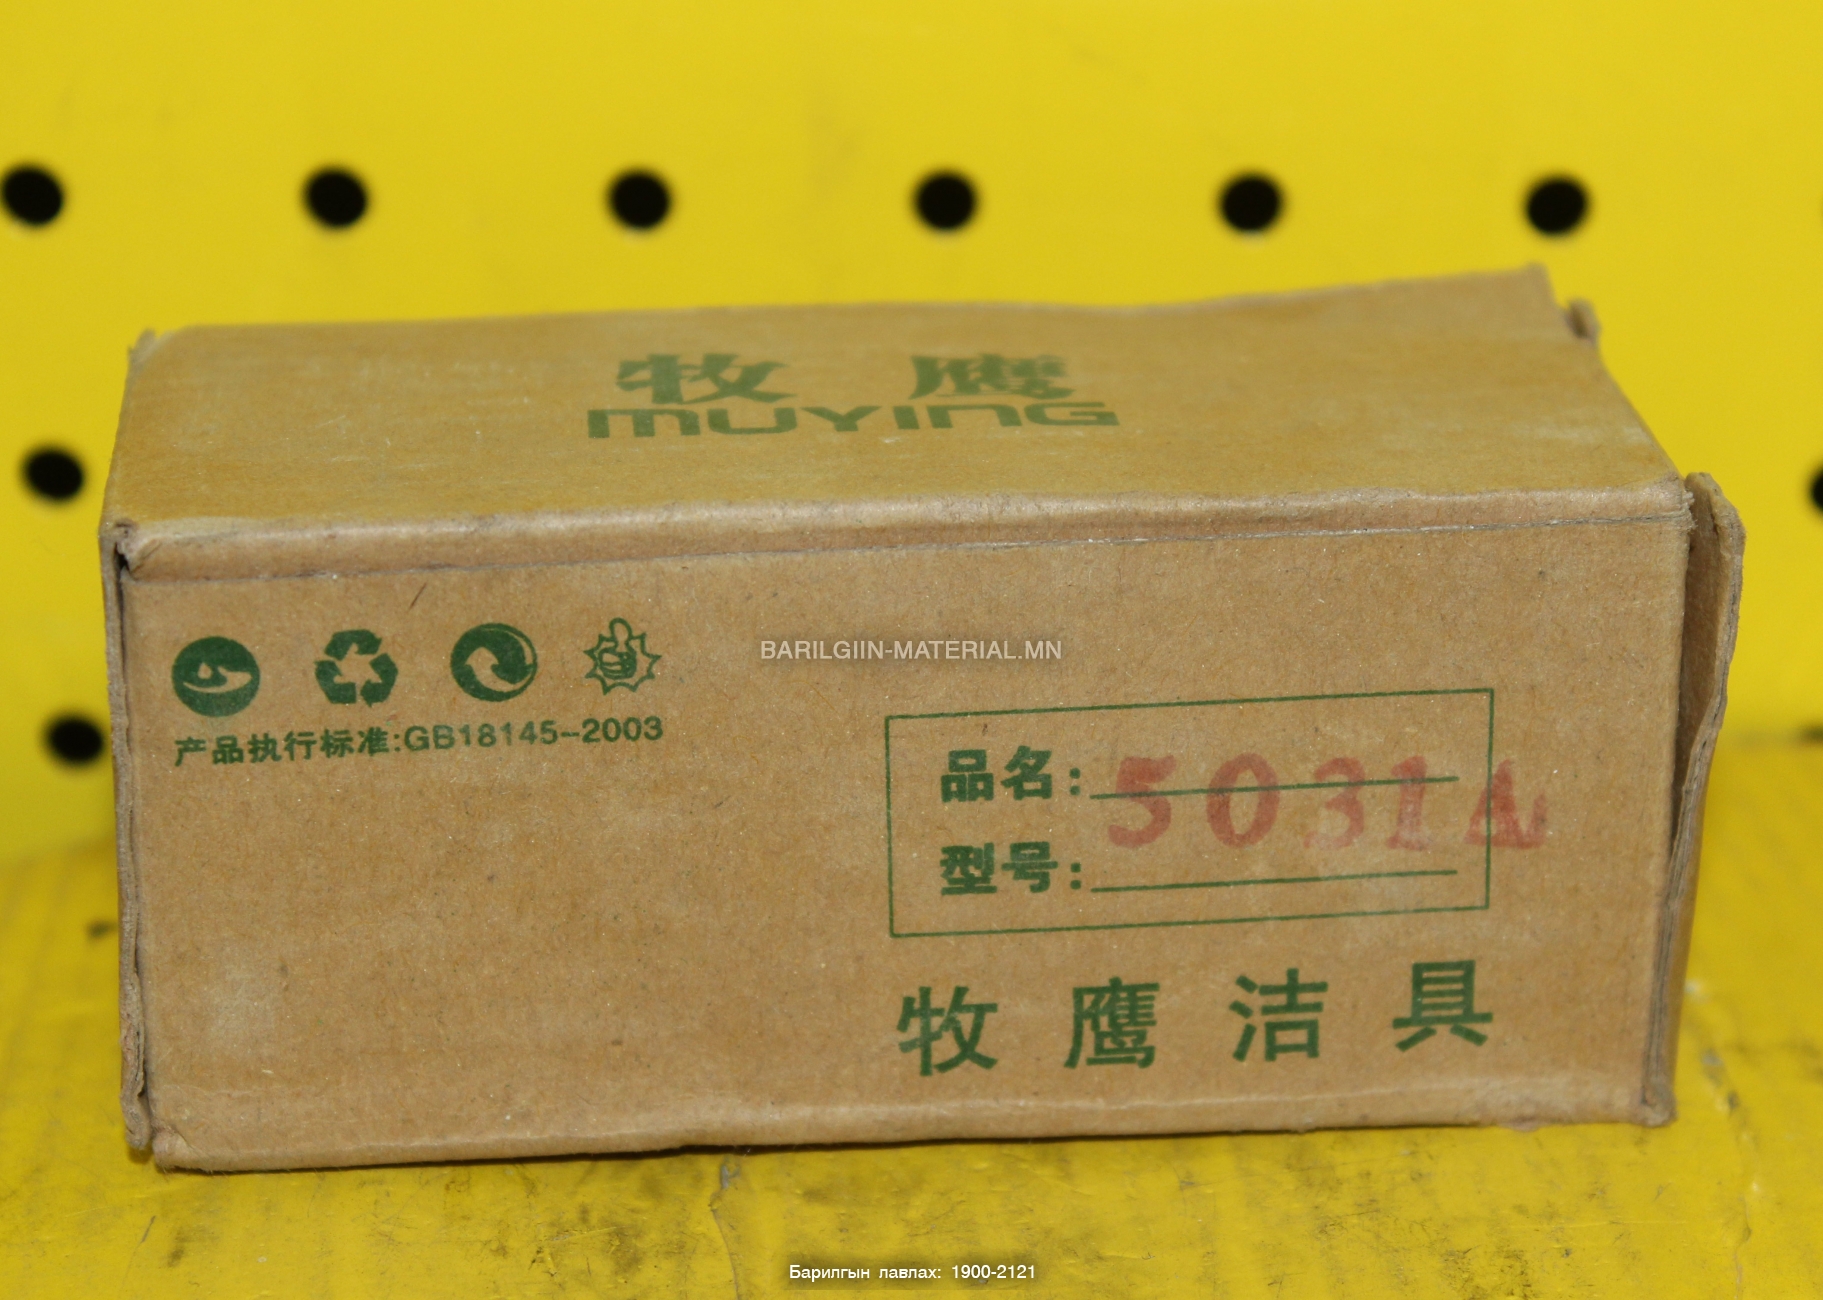 牧鹰
MUYING
BARILGIIN-MATERIAL.MN
产品执行标准:GB18145-2003
品名: 5031A
型号:
牧鹰洁具
Барилгын лавлах: 1900-2121